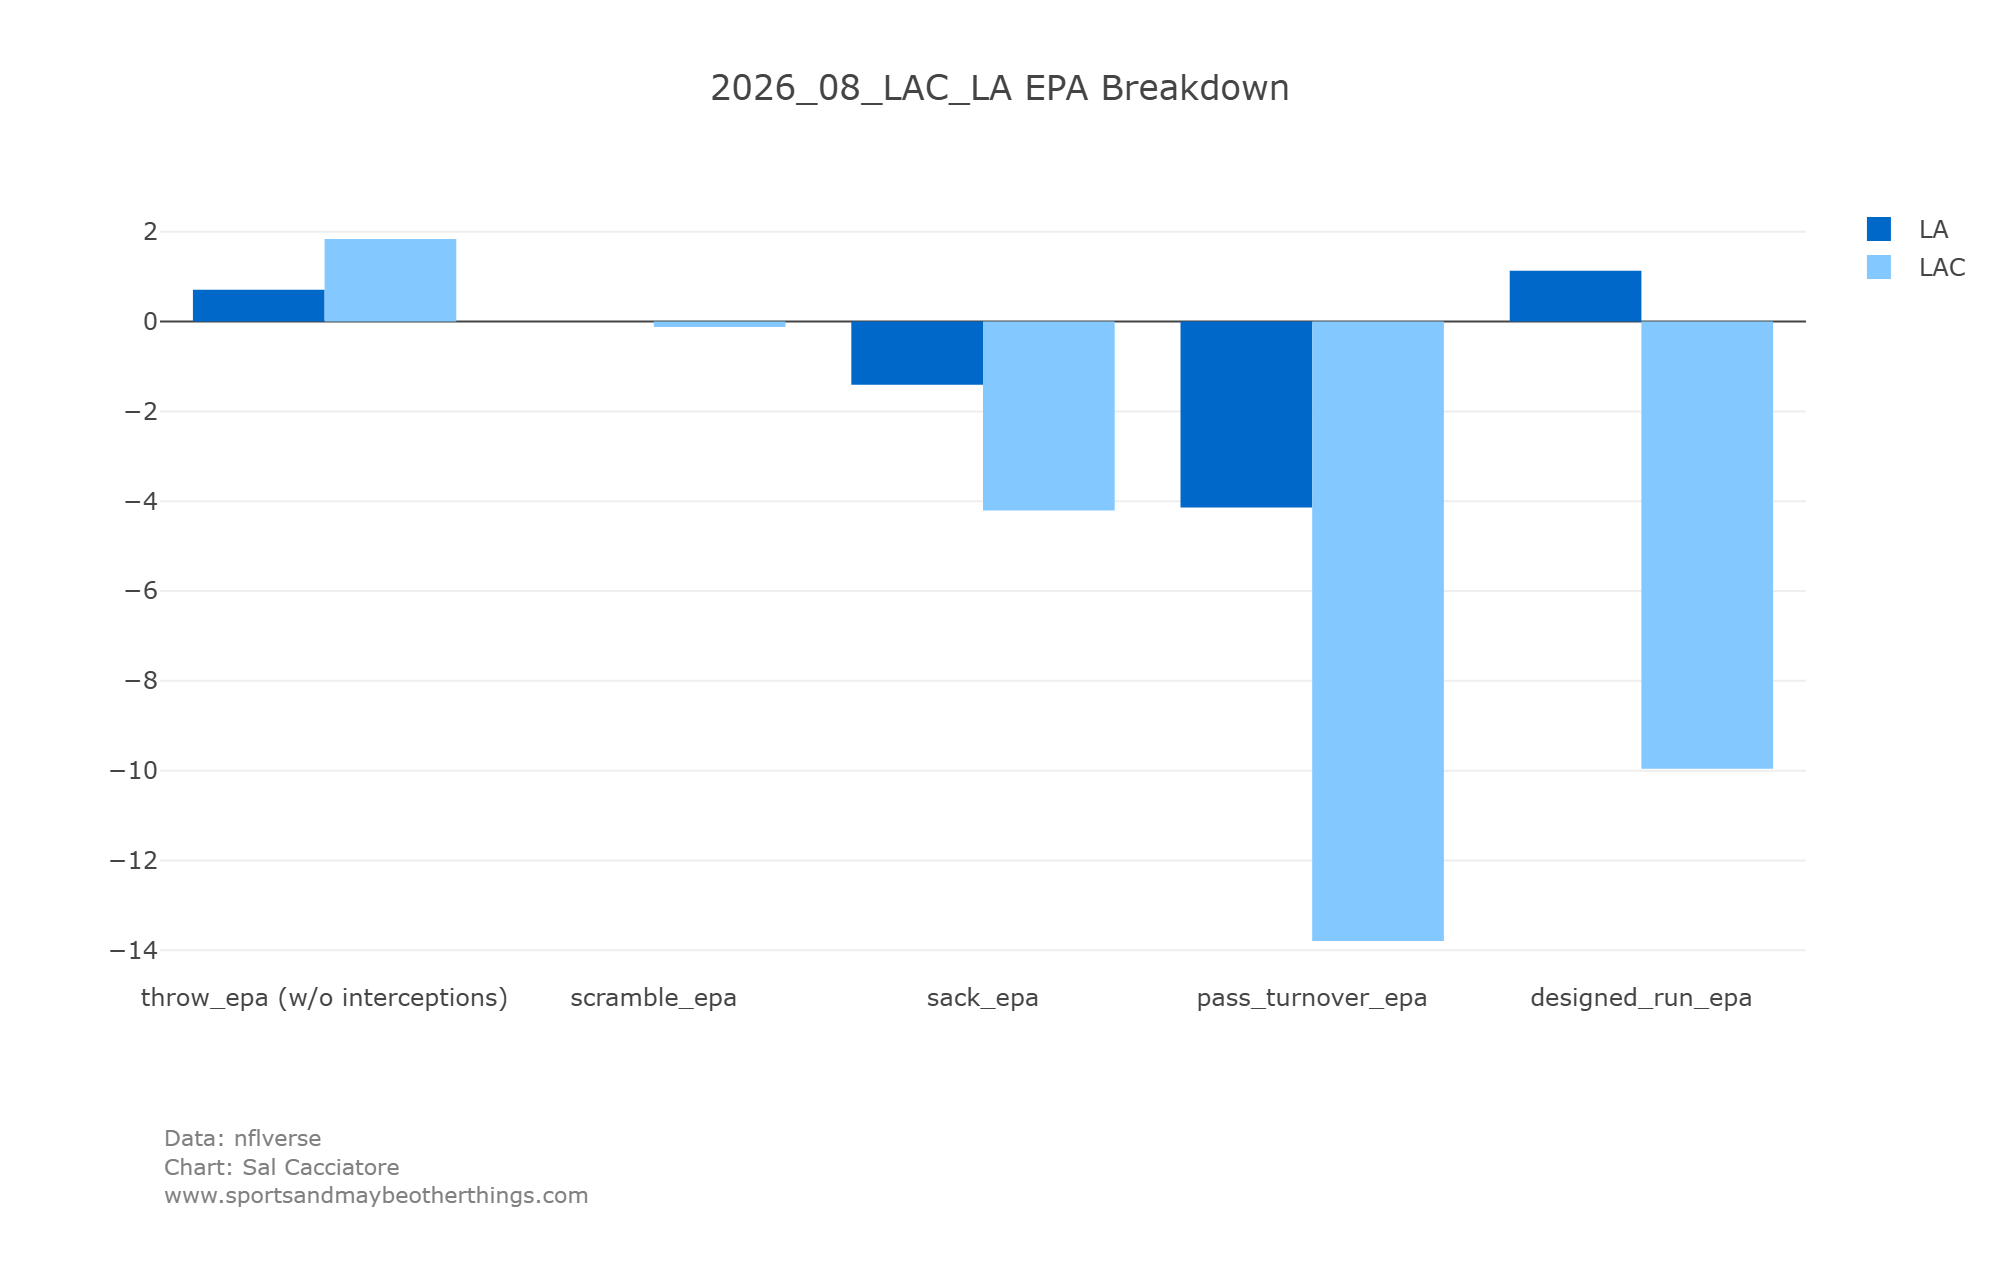 2026_08_LAC_LA EPA Breakdown
LA
LAC
2
0
−2
−4
−6
−8
−10
−12
−14
throw_epa (w/o interceptions)
scramble_epa
sack_epa
pass_turnover_epa
designed_run_epa
Data: nflverse
Chart: Sal Cacciatore
www.sportsandmaybeotherthings.com